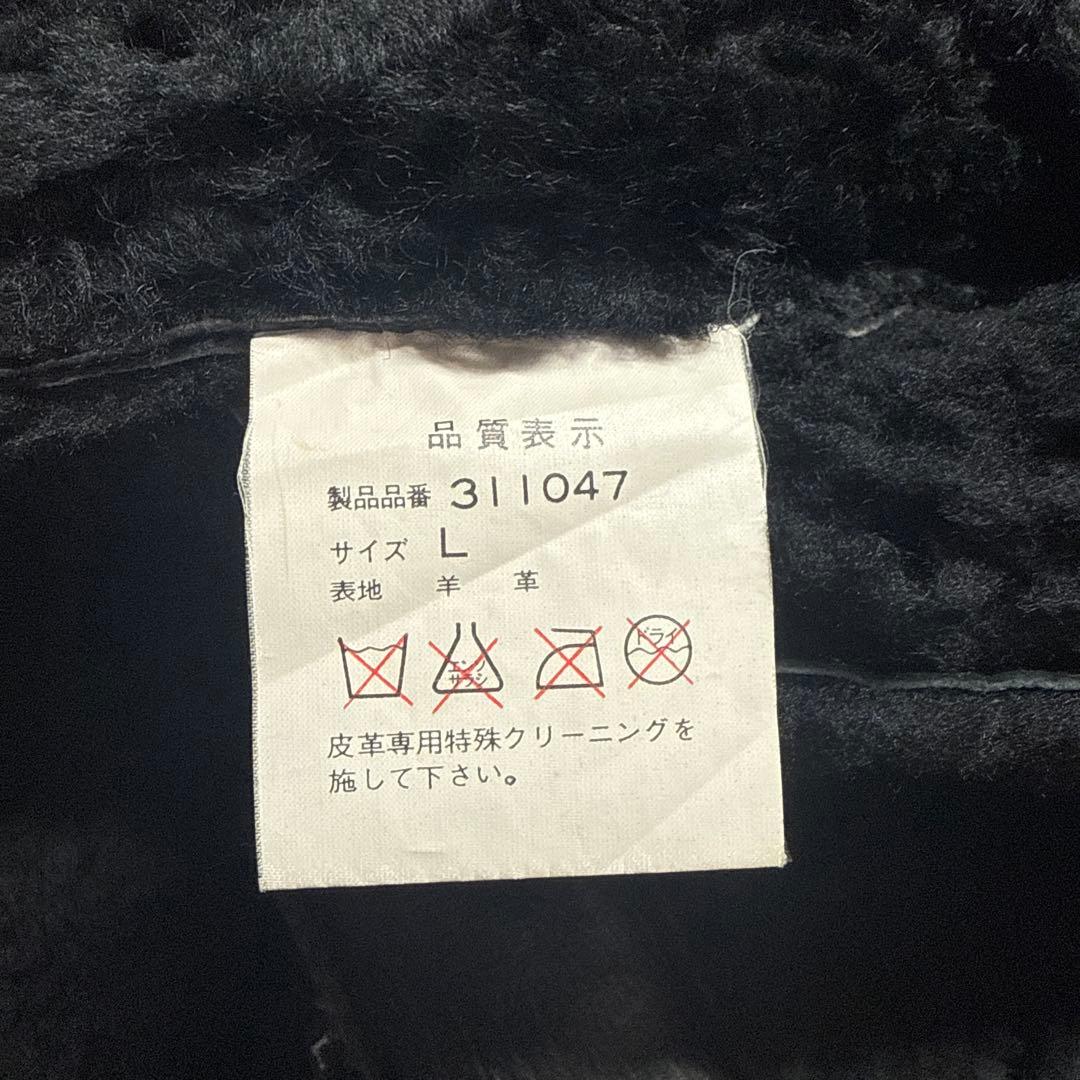 品質表示
製品品番 311047
サイズ L
表地 羊 革
エンソ サラシ
ドライ
皮革専用特殊クリーニングを
施して下さい。